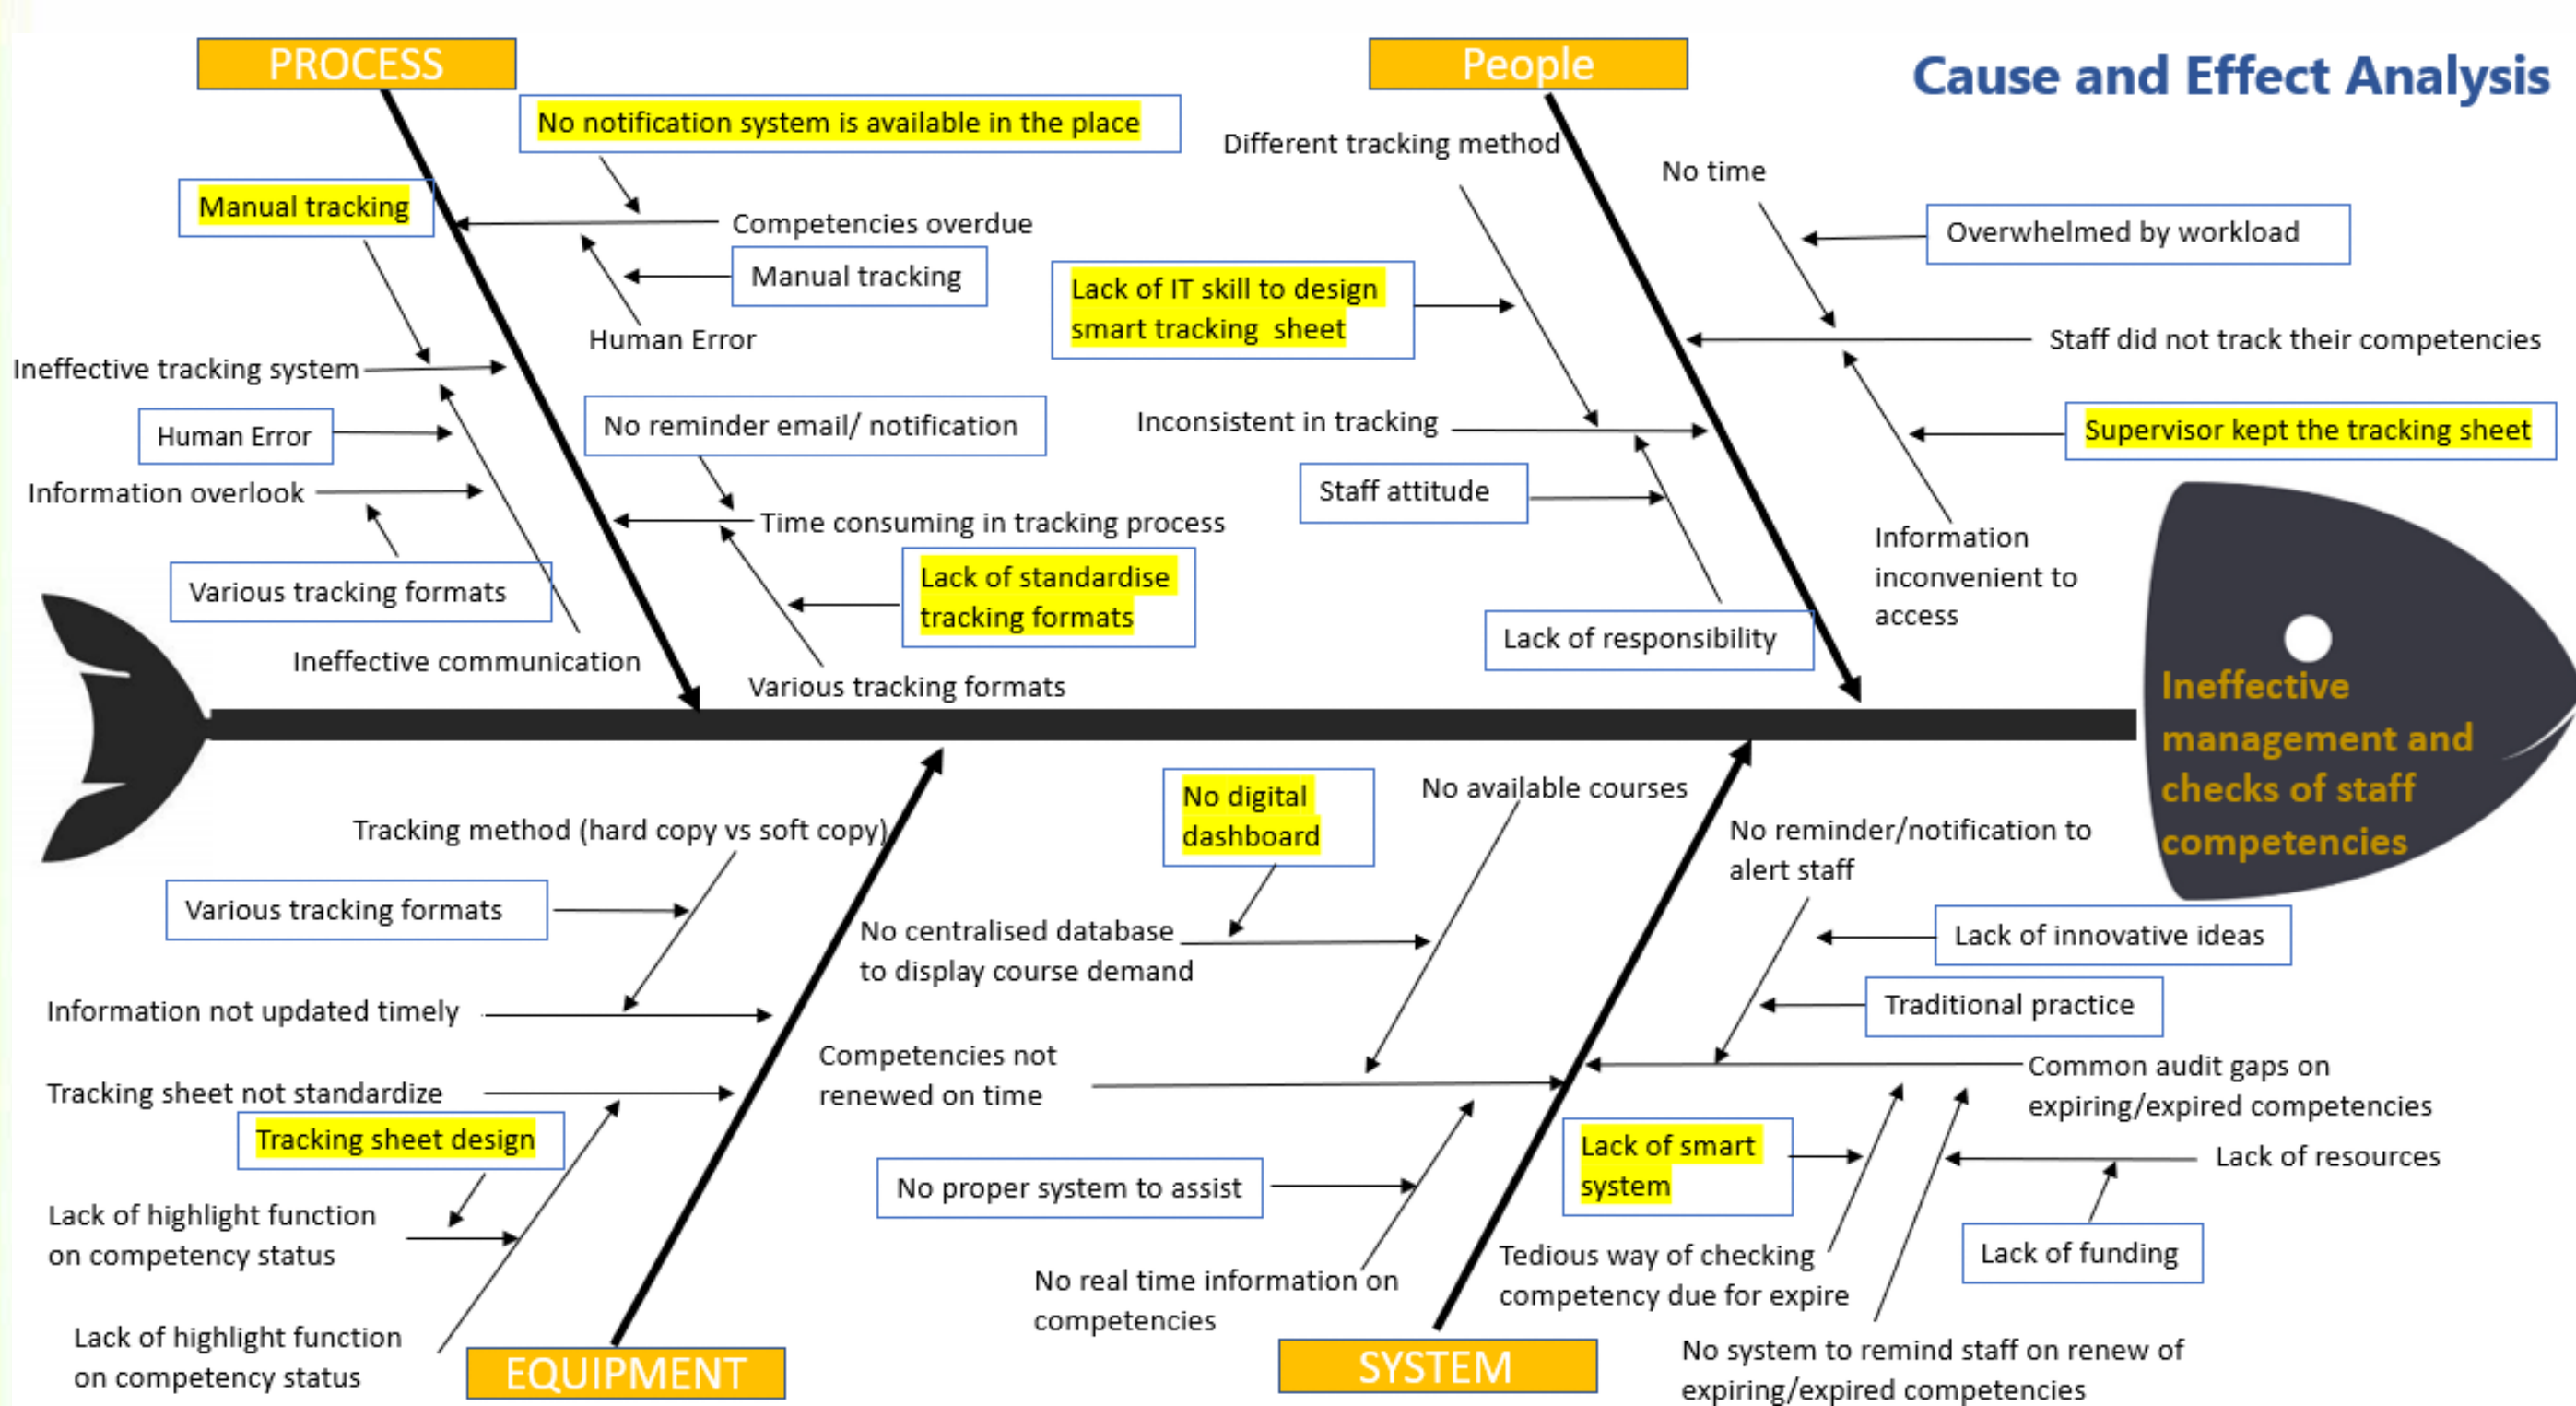 PROCESS
People
Cause and Effect Analysis
No notification system is available in the place
Manual tracking
Competencies overdue
Manual tracking
Human Error
Ineffective tracking system
Human Error
Information overlook
Various tracking formats
Ineffective communication
No reminder email/ notification
Time consuming in tracking process
Lack of standardise
tracking formats
Various tracking formats
Different tracking method
No time
Overwhelmed by workload
Lack of IT skill to design
smart tracking sheet
Staff did not track their competencies
Inconsistent in tracking
Supervisor kept the tracking sheet
Staff attitude
Information
inconvenient to
access
Lack of responsibility
Ineffective
management and
checks of staff
competencies
Tracking method (hard copy vs soft copy)
Various tracking formats
Information not updated timely
Tracking sheet not standardize
Tracking sheet design
Lack of highlight function
on competency status
Lack of highlight function
on competency status
EQUIPMENT
No digital
dashboard
No available courses
No centralised database
to display course demand
Competencies not
renewed on time
No proper system to assist
No real time information on
competencies
No reminder/notification to
alert staff
Lack of innovative ideas
Traditional practice
Common audit gaps on
expiring/expired competencies
Lack of smart
system
Lack of resources
Lack of funding
Tedious way of checking
competency due for expire
No system to remind staff on renew of
expiring/expired competencies
SYSTEM